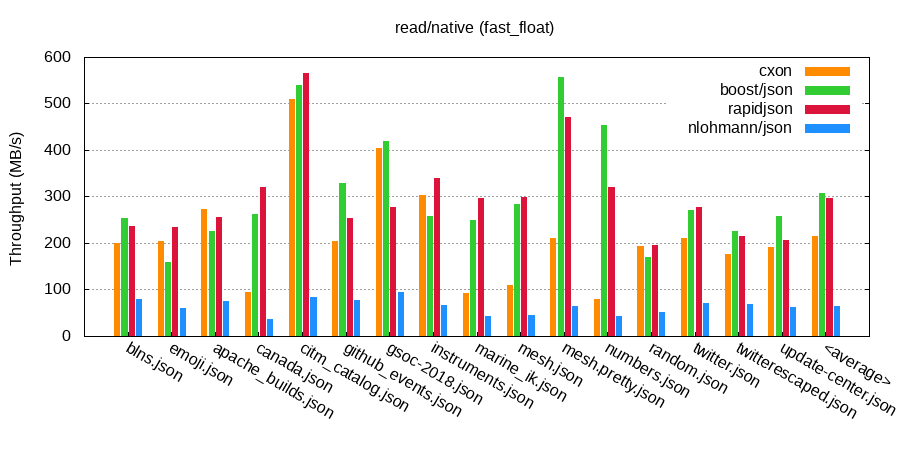 read/native (fast_float)
Throughput (MB/s)
600
500
400
300
200
100
0
cxon
boost/json
rapidjson
nlohmann/json
blns.json
emoji.json
apache_builds.json
canada.json
citm_catalog.json
github_events.json
gsoc-2018.json
instruments.json
marine_ik.json
mesh.json
mesh.pretty.json
numbers.json
random.json
twitter.json
twitterescaped.json
update-center.json
<average>